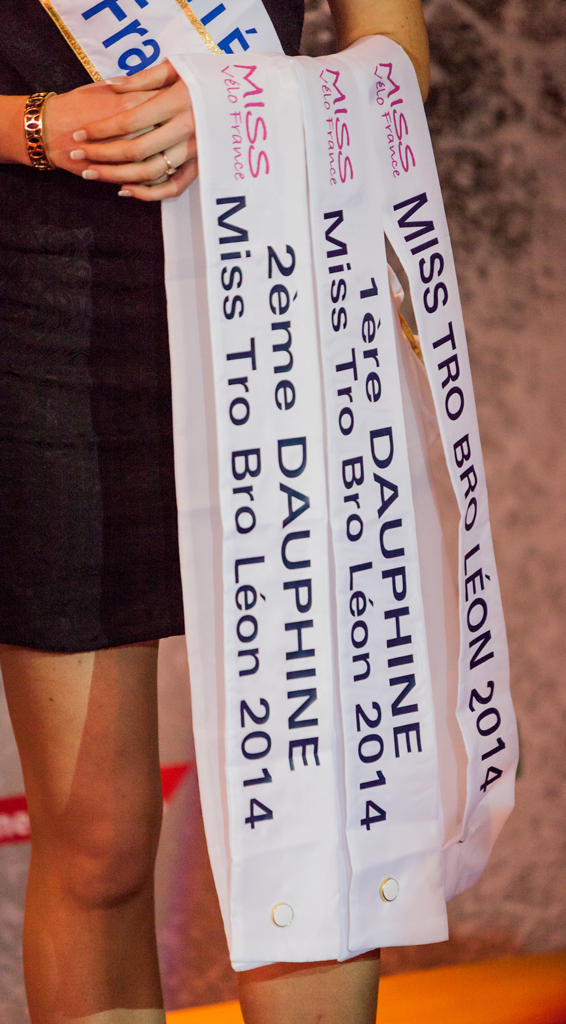 MISS
Vélo France
2ème DAUPHINE
Miss Tro Bro Léon 2014
MISS
Vélo France
1ère DAUPHINE
Miss Tro Bro Léon 2014
MISS
Vélo France
MISS TRO BRO LÉON 2014